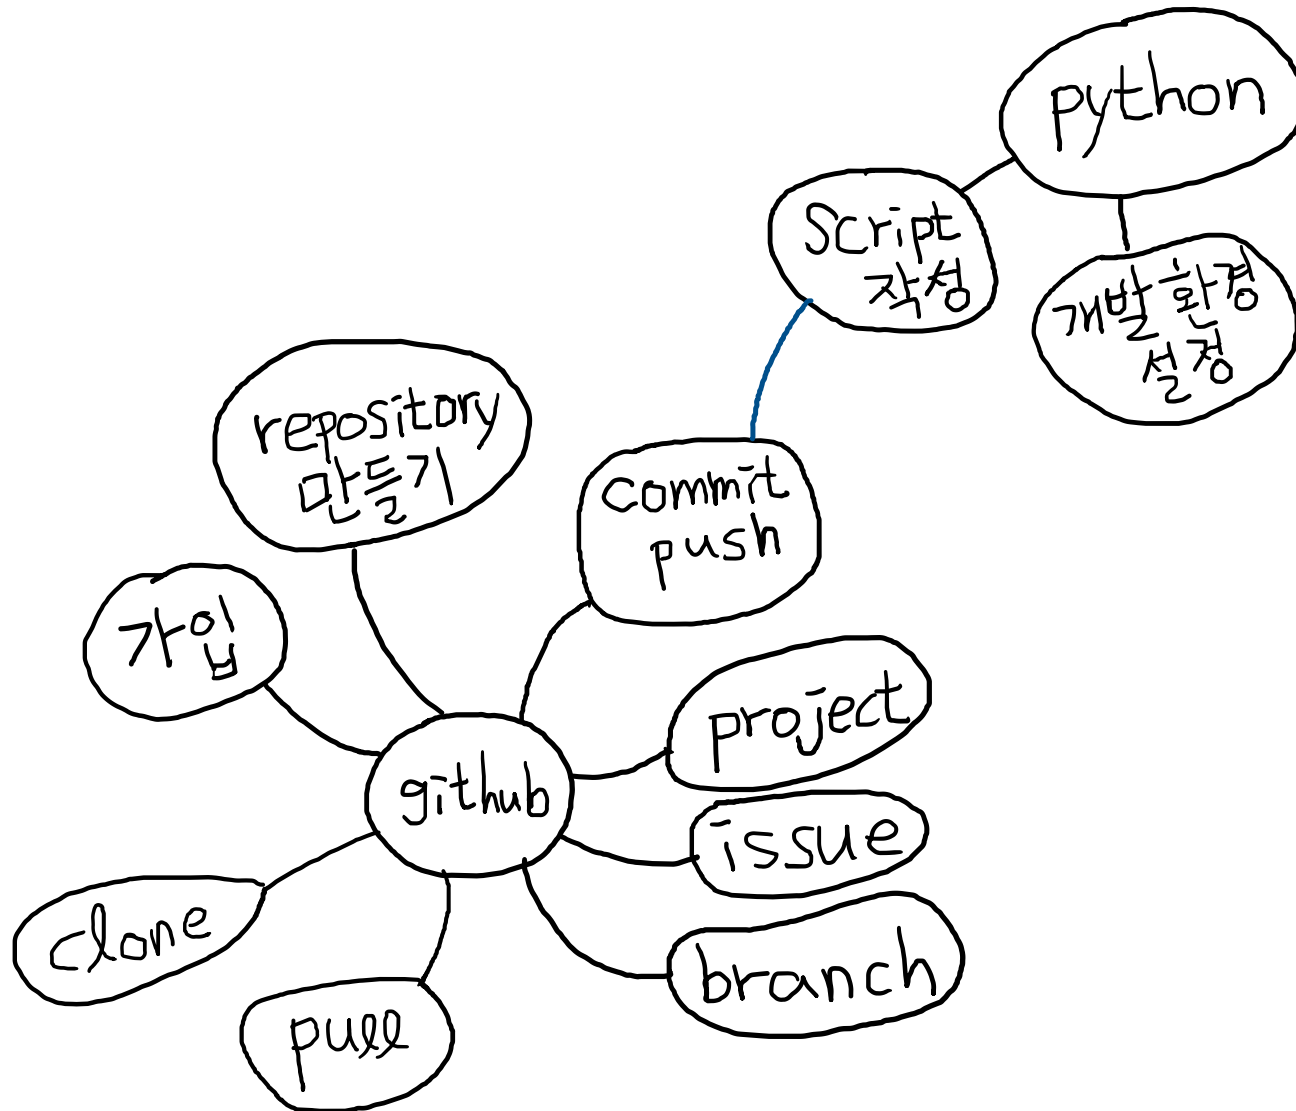 python
Script
작성
개발 환경
설정
repository
만들기
commit
push
가입
project
github
issue
clone
branch
pull